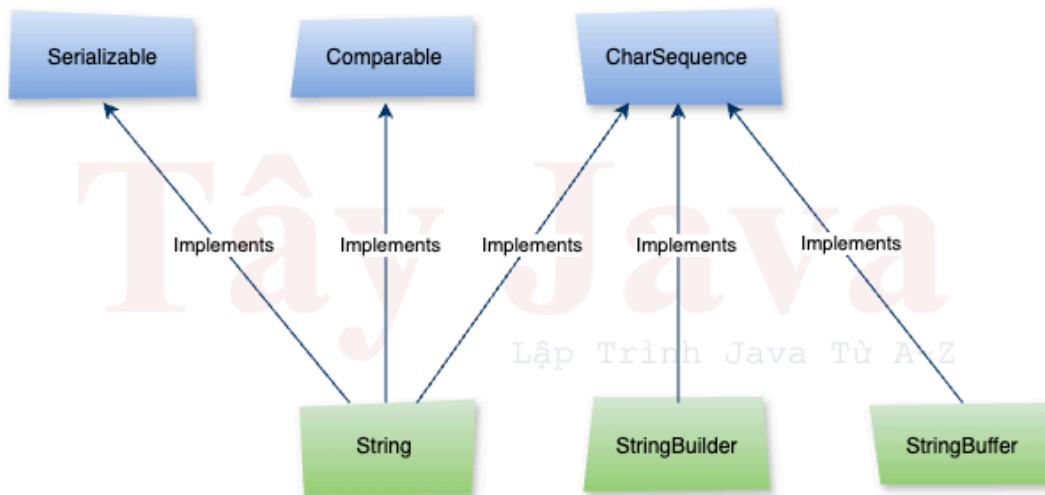 Serializable
Comparable
CharSequence
Tây Java
Implements
Implements
Implements
Implements
Implements
Lập Trình Java Từ A-Z
String
StringBuilder
StringBuffer